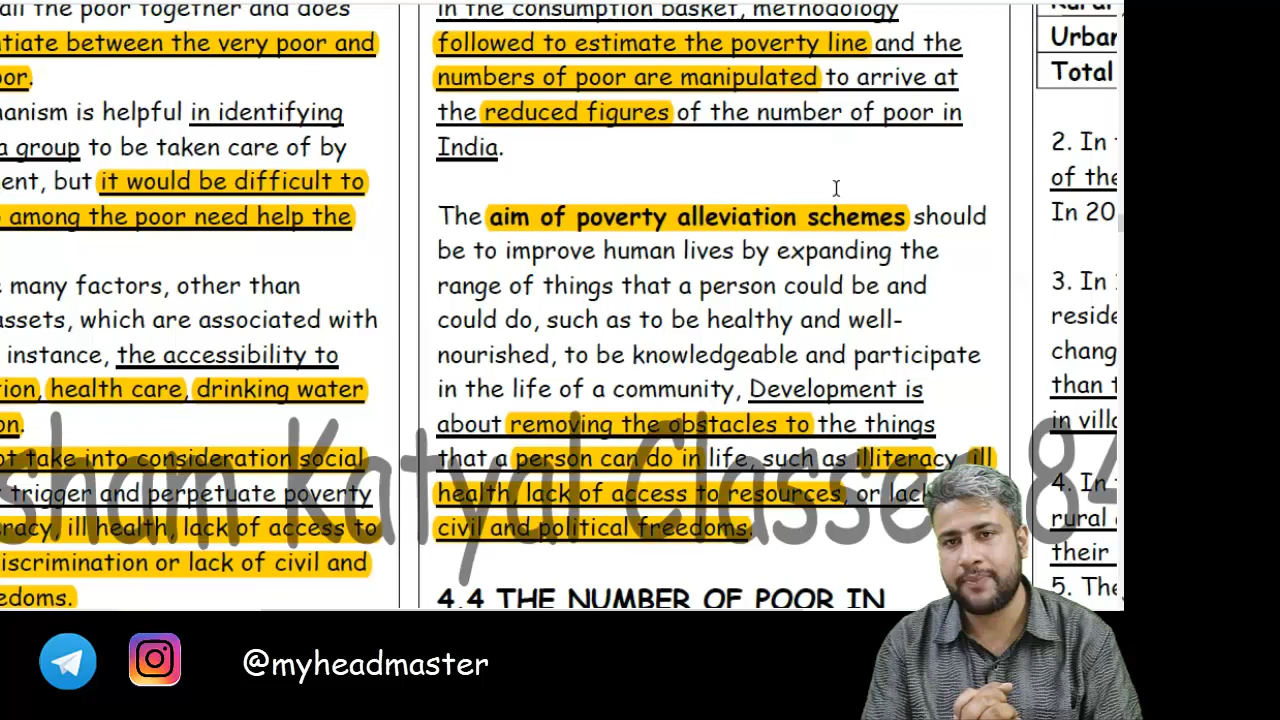 all the poor together and does
tiate between the very poor and
oor.
anism is helpful in identifying
a group to be taken care of by
ent, but it would be difficult to
among the poor need help the
many factors, other than
assets, which are associated with
instance, the accessibility to
ion, health care, drinking water
on.
ot take into consideration social
trigger and perpetuate poverty
racy, ill health, lack of access to
iscrimination or lack of civil and
edoms.
in the consumption basket, methodology
followed to estimate the poverty line and the
numbers of poor are manipulated to arrive at
the reduced figures of the number of poor in
India.
The aim of poverty alleviation schemes should
be to improve human lives by expanding the
range of things that a person could be and
could do, such as to be healthy and well-
nourished, to be knowledgeable and participate
in the life of a community, Development is
about removing the obstacles to the things
that a person can do in life, such as illiteracy, ill
health, lack of access to resources, or lack
civil and political freedoms.
4.4 THE NUMBER OF POOR IN
Rural
Urban
Total
2. In
of the
In 20
3. In
reside
chang
than t
in villa
4. In
rural
their
5. The
sham Katyal Classe 84
@myheadmaster